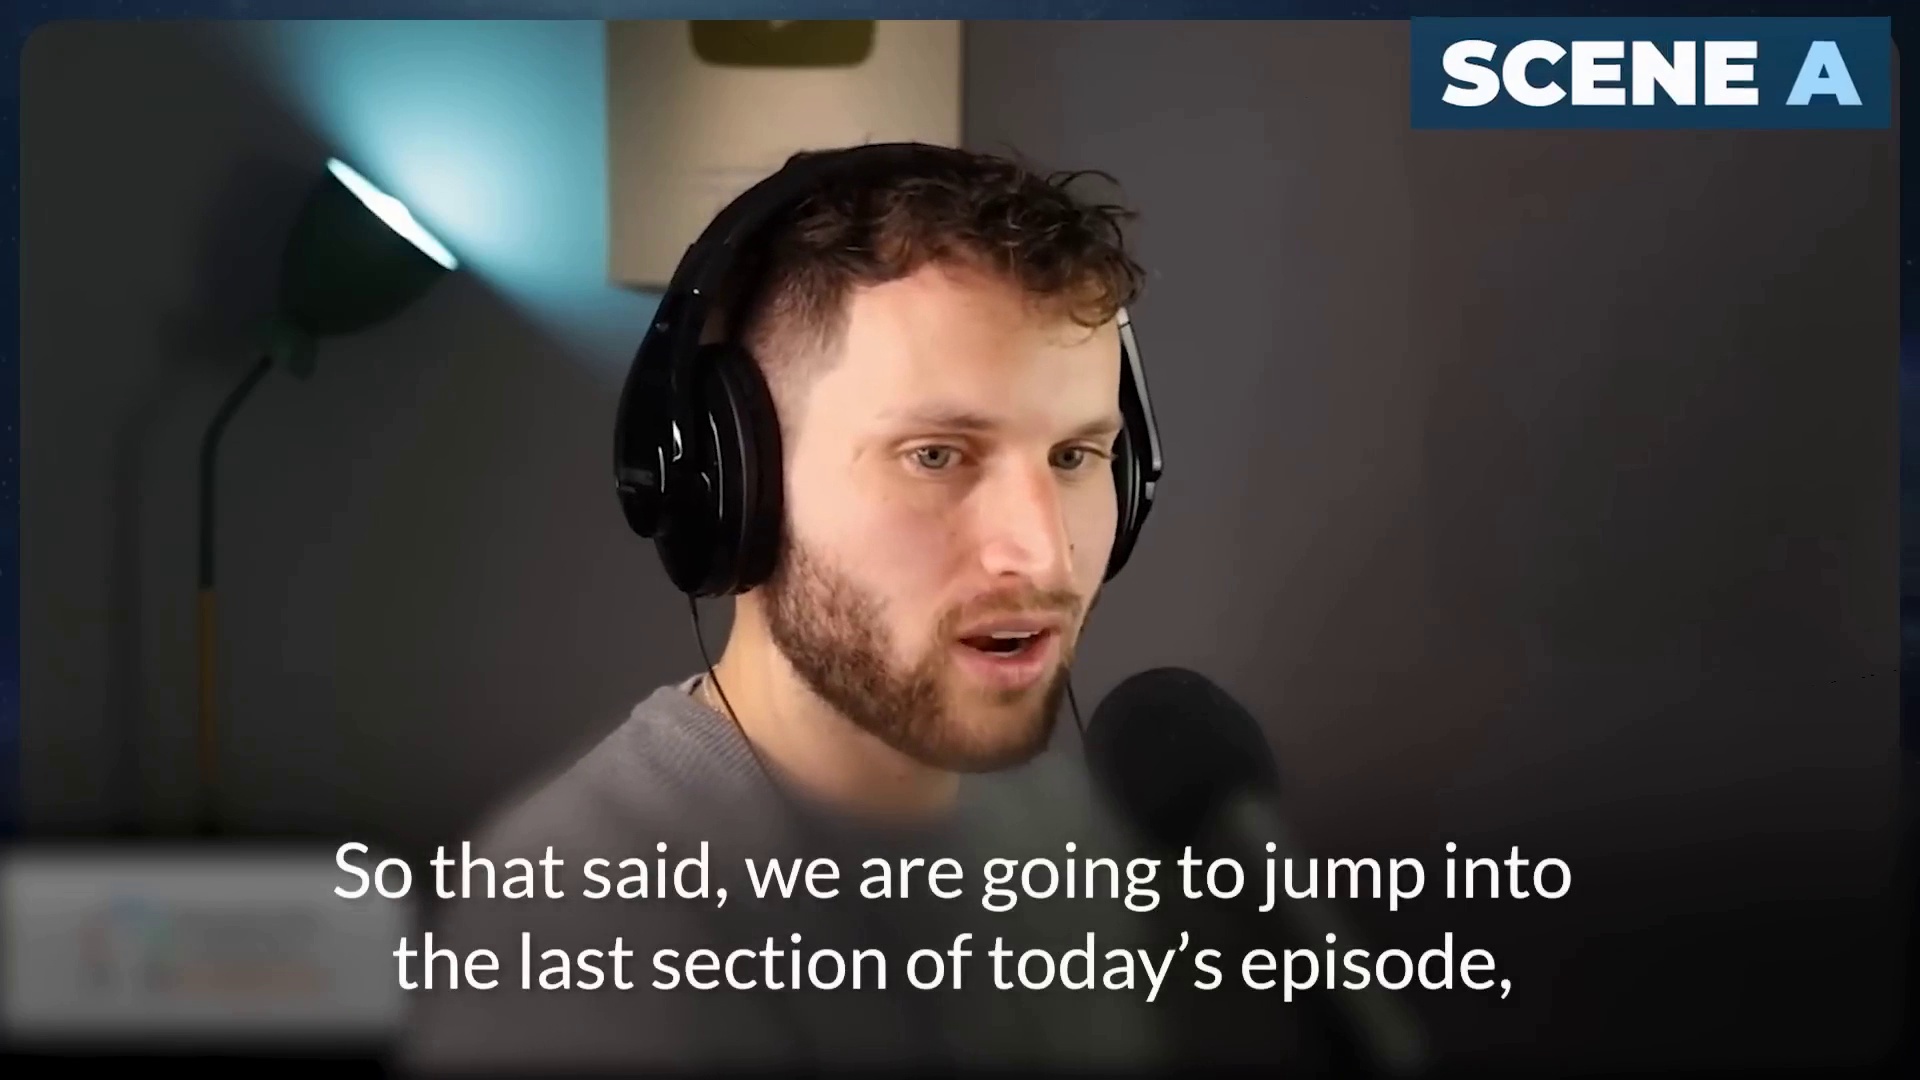 SCENE A
So that said, we are going to jump into
the last section of today's episode,